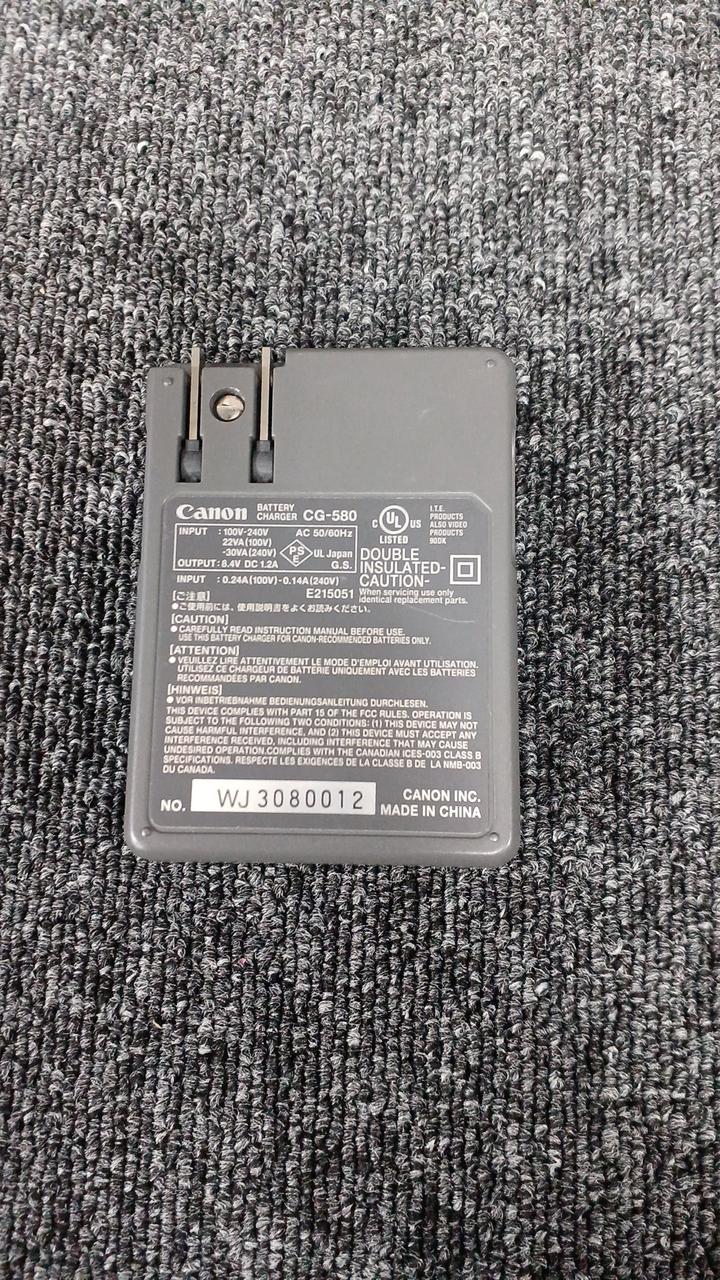 Canon BATTERY CHARGER CG-580
INPUT : 100V-240V AC 50/60Hz
22VA(100V)
-30VA(240V)
PSE UL Japan
OUTPUT : 8.4V DC 1.2A G.S.
INPUT : 0.24A(100V)-0.14A(240V)
C UL US
LISTED
I.T.E.
PRODUCTS
ALSO VIDEO
PRODUCTS
90DK
DOUBLE
INSULATED-
CAUTION-
When servicing use only
identical replacement parts.
[ご注意] E215051
●ご使用前には、使用説明書をよくお読みください。
[CAUTION]
● CAREFULLY READ INSTRUCTION MANUAL BEFORE USE.
USE THIS BATTERY CHARGER FOR CANON-RECOMMENDED BATTERIES ONLY.
[ATTENTION]
● VEUILLEZ LIRE ATTENTIVEMENT LE MODE D'EMPLOI AVANT UTILISATION.
UTILISEZ CE CHARGEUR DE BATTERIE UNIQUEMENT AVEC LES BATTERIES
RECOMMANDÉES PAR CANON.
[HINWEIS]
● VOR INBETRIEBNAHME BEDIENUNGSANLEITUNG DURCHLESEN.
THIS DEVICE COMPLIES WITH PART 15 OF THE FCC RULES. OPERATION IS
SUBJECT TO THE FOLLOWING TWO CONDITIONS: (1) THIS DEVICE MAY NOT
CAUSE HARMFUL INTERFERENCE, AND (2) THIS DEVICE MUST ACCEPT ANY
INTERFERENCE RECEIVED, INCLUDING INTERFERENCE THAT MAY CAUSE
UNDESIRED OPERATION.COMPLIES WITH THE CANADIAN ICES-003 CLASS B
SPECIFICATIONS. RESPECTE LES EXIGENCES DE LA CLASSE B DE LA NMB-003
DU CANADA.
NO. WJ3080012
CANON INC.
MADE IN CHINA